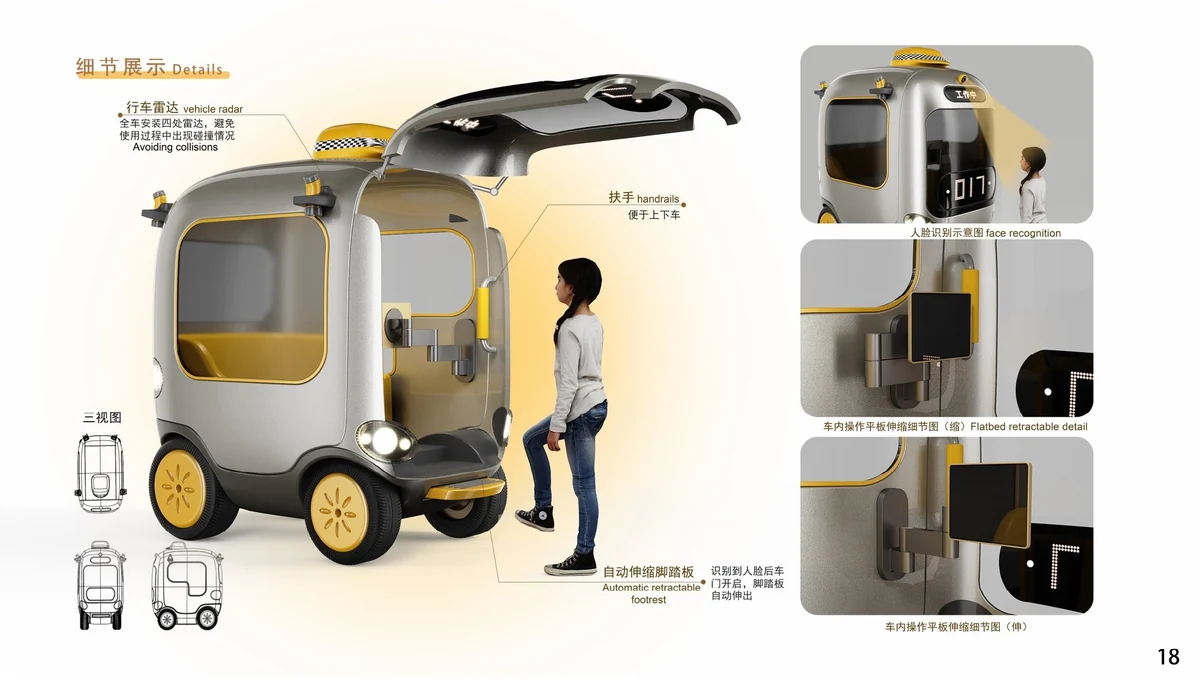 细节展示 Details
行车雷达 vehicle radar
全车安装四处雷达，避免
使用过程中出现碰撞情况
Avoiding collisions
扶手 handrails
便于上下车
三视图
自动伸缩脚踏板
Automatic retractable
footrest
识别到人脸后车
门开启，脚踏板
自动伸出
工作中
017
人脸识别示意图 face recognition
车内操作平板伸缩细节图（缩）Flatbed retractable detail
车内操作平板伸缩细节图（伸）
18